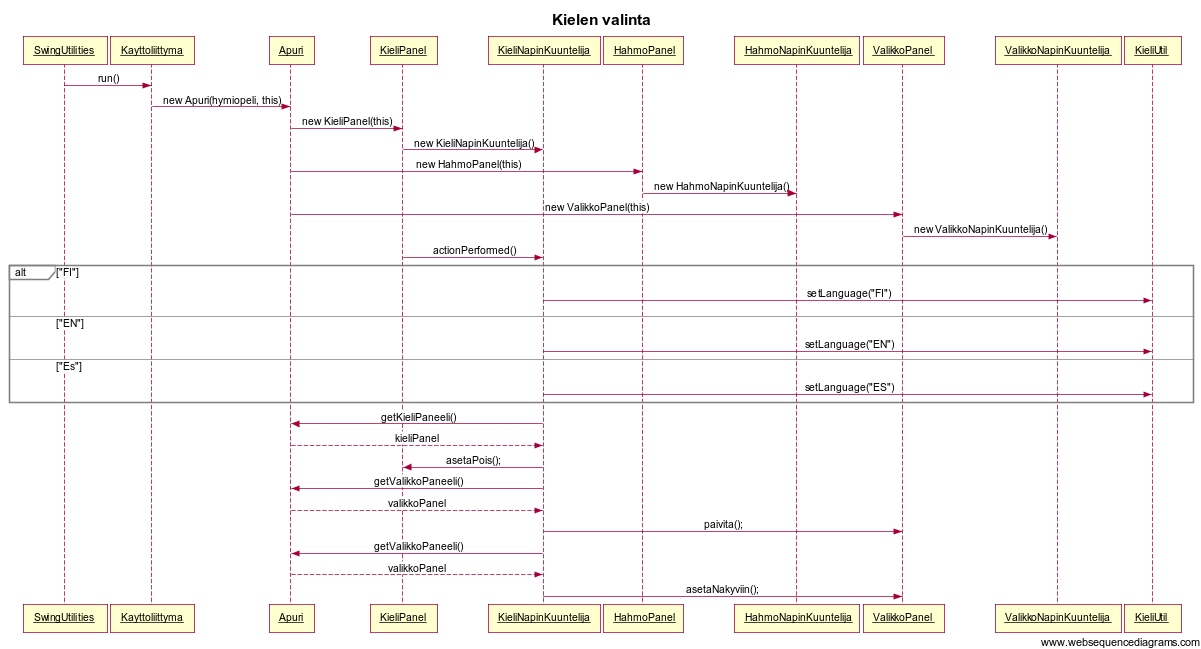 Kielen valinta
SwingUtilities Kayttoliittyma Apuri KieliPanel KieliNapinKuuntelija HahmoPanel HahmoNapinKuuntelija ValikkoPanel ValikkoNapinKuuntelija KieliUtil
run()
new Apuri(hymiopeli, this)
new KieliPanel(this)
new KieliNapinKuuntelija()
new HahmoPanel(this)
new HahmoNapinKuuntelija()
new ValikkoPanel(this)
new ValikkoNapinKuuntelija()
actionPerformed()
alt ["FI"]
setLanguage("FI")
["EN"]
setLanguage("EN")
["Es"]
setLanguage("ES")
getKieliPaneeli()
kieliPanel
asetaPois();
getValikkoPaneeli()
valikkoPanel
paivita();
getValikkoPaneeli()
valikkoPanel
asetaNakyviin();
SwingUtilities Kayttoliittyma Apuri KieliPanel KieliNapinKuuntelija HahmoPanel HahmoNapinKuuntelija ValikkoPanel ValikkoNapinKuuntelija KieliUtil
www.websequencediagrams.com